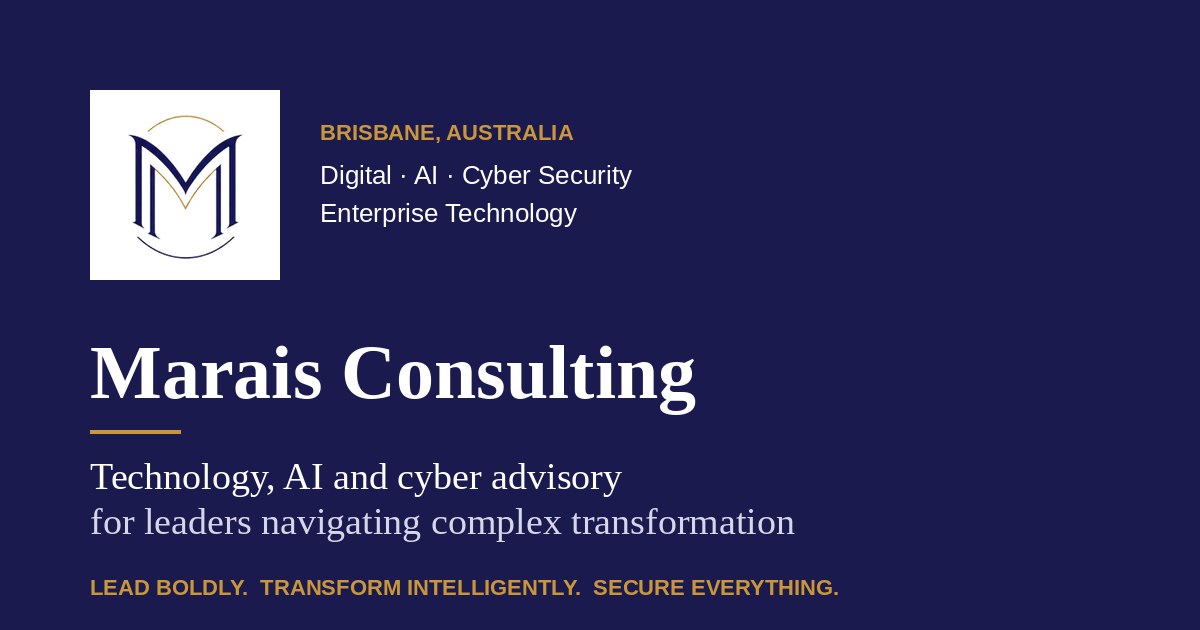 BRISBANE, AUSTRALIA
Digital · AI · Cyber Security
Enterprise Technology
Marais Consulting
Technology, AI and cyber advisory
for leaders navigating complex transformation
LEAD BOLDLY. TRANSFORM INTELLIGENTLY. SECURE EVERYTHING.